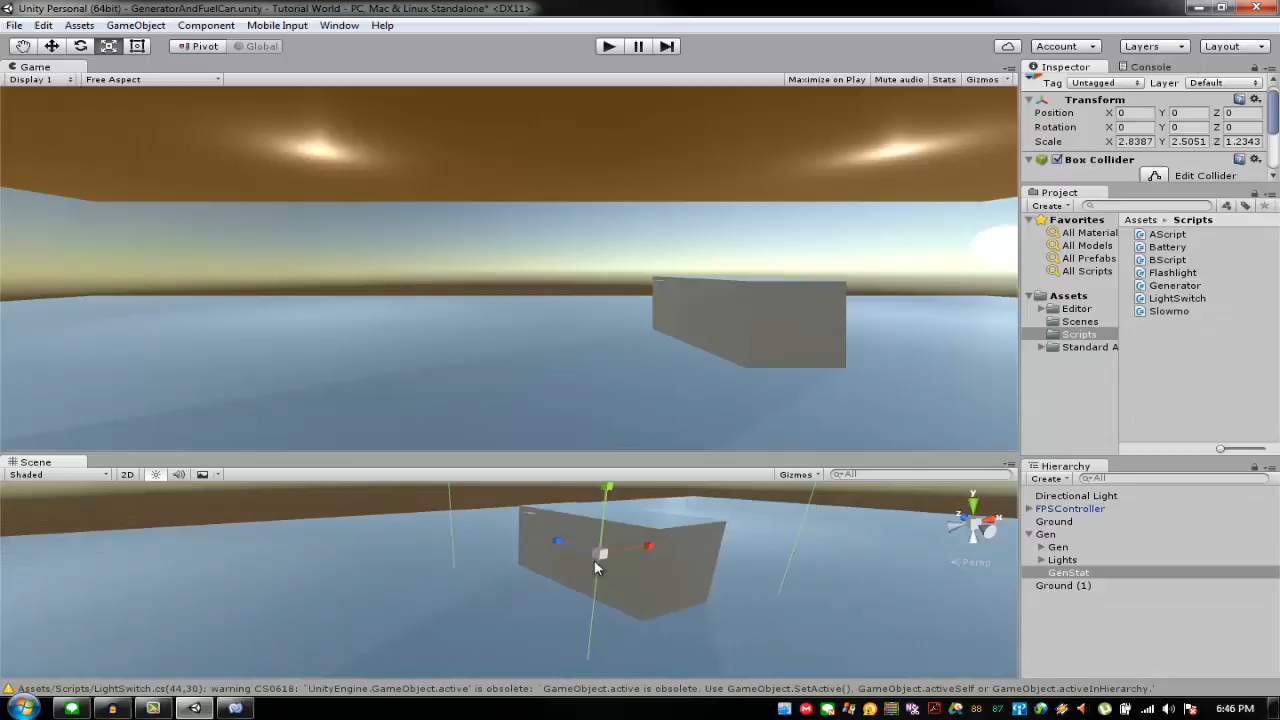 Unity Personal (64bit) - GeneratorAndFuelCan.unity - Tutorial World - PC, Mac & Linux Standalone* <DX11>
File Edit Assets GameObject Component Mobile Input Window Help
Pivot Global Account Layers Layout
Game
Display 1 Free Aspect Maximize on Play Mute audio Stats Gizmos
Inspector Console
Tag Untagged Layer Default
Transform
Position X 0 Y 0 Z 0
Rotation X 0 Y 0 Z 0
Scale X 2.8387 Y 2.5051 Z 1.2343
Box Collider
Edit Collider
Project
Create
Favorites
All Material
All Models
All Prefabs
All Scripts
Assets
Editor
Scenes
Scripts
Standard A
Assets Scripts
AScript
Battery
BScript
Flashlight
Generator
LightSwitch
Slowmo
Scene
Shaded 2D Gizmos All
y
z
x
Persp
Hierarchy
Create All
Directional Light
FPSController
Ground
Gen
Gen
Lights
GenStat
Ground (1)
Assets/Scripts/LightSwitch.cs(44,30): warning CS0618: `UnityEngine.GameObject.active' is obsolete: `GameObject.active is obsolete. Use GameObject.SetActive(), GameObject.activeSelf or GameObject.activeInHierarchy.'
88 87 6:46 PM